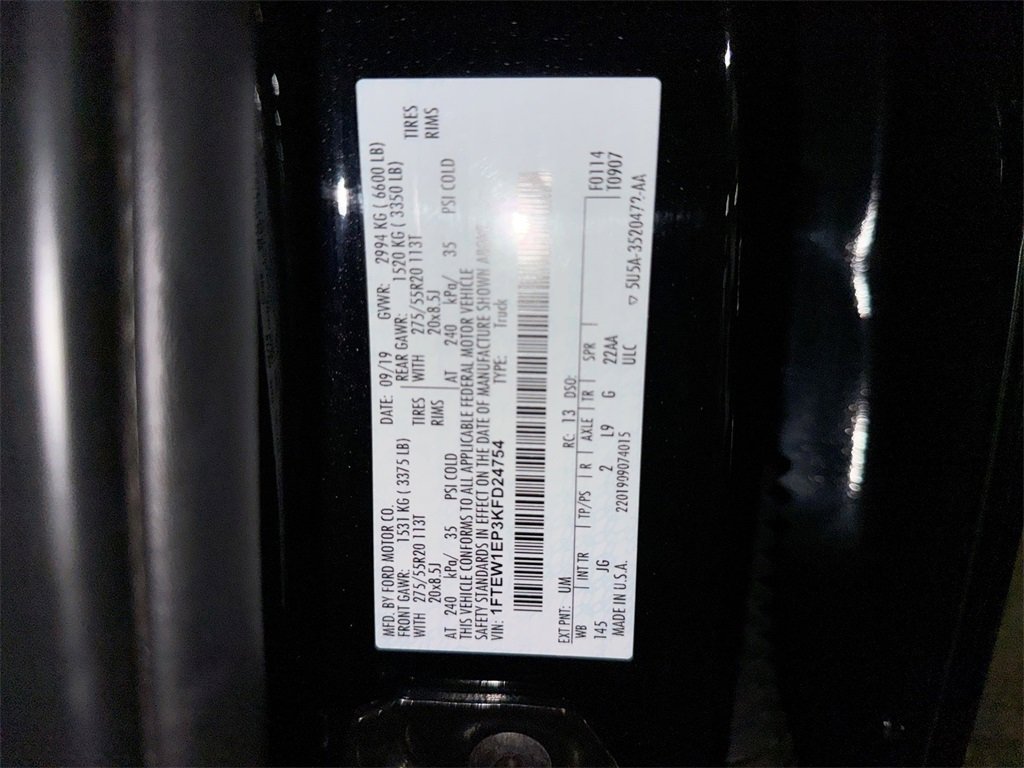 MFD. BY FORD MOTOR CO. DATE: 09/19 GVWR: 2994 KG ( 6600 LB)
FRONT GAWR: 1531 KG ( 3375 LB) REAR GAWR: 1520 KG ( 3350 LB)
WITH 275/55R20 113T TIRES WITH 275/55R20 113T TIRES
20x8.5J RIMS 20x8.5J RIMS
AT 240 kPa/ 35 PSI COLD AT 240 kPa/ 35 PSI COLD
THIS VEHICLE CONFORMS TO ALL APPLICABLE FEDERAL MOTOR VEHICLE
SAFETY STANDARDS IN EFFECT ON THE DATE OF MANUFACTURE SHOWN ABOVE
VIN: 1FTEW1EP3KFD24754 TYPE: Truck
EXT PNT: UM RC: 13 DSO: F0114
WB INT TR TP/PS R AXLE TR SPR T0907
145 JG 2 L9 G 22AA
MADE IN U.S.A. 2201909074015 ULC
▽ 5U5A-3520472-AA